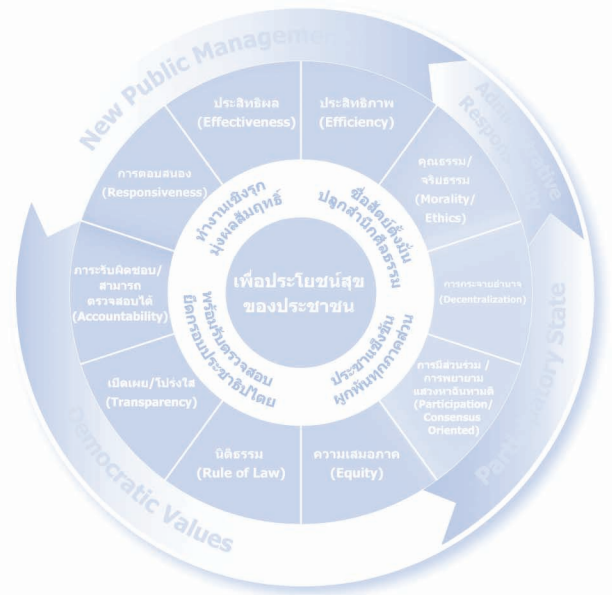 New Public Management
Administrative
Responsibility
Participatory State
Democratic Values
ประสิทธิผล
(Effectiveness)
ประสิทธิภาพ
(Efficiency)
คุณธรรม/
จริยธรรม
(Morality/
Ethics)
การกระจายอำนาจ
(Decentralization)
การมีส่วนร่วม /
การพยายาม
แสวงหาฉันทามติ
(Participation/
Consensus
Oriented)
ความเสมอภาค
(Equity)
นิติธรรม
(Rule of Law)
เปิดเผย/โปร่งใส
(Transparency)
ภาระรับผิดชอบ/
สามารถ
ตรวจสอบได้
(Accountability)
การตอบสนอง
(Responsiveness)
ทำงานเชิงรุก
มุ่งผลสัมฤทธิ์
ซื่อสัตย์ตั้งมั่น
ปลูกสำนึกศีลธรรม
ประชาแข็งขัน
ผูกพันทุกภาคส่วน
พร้อมรับตรวจสอบ
ยึดกรอบประชาธิปไตย
เพื่อประโยชน์สุข
ของประชาชน